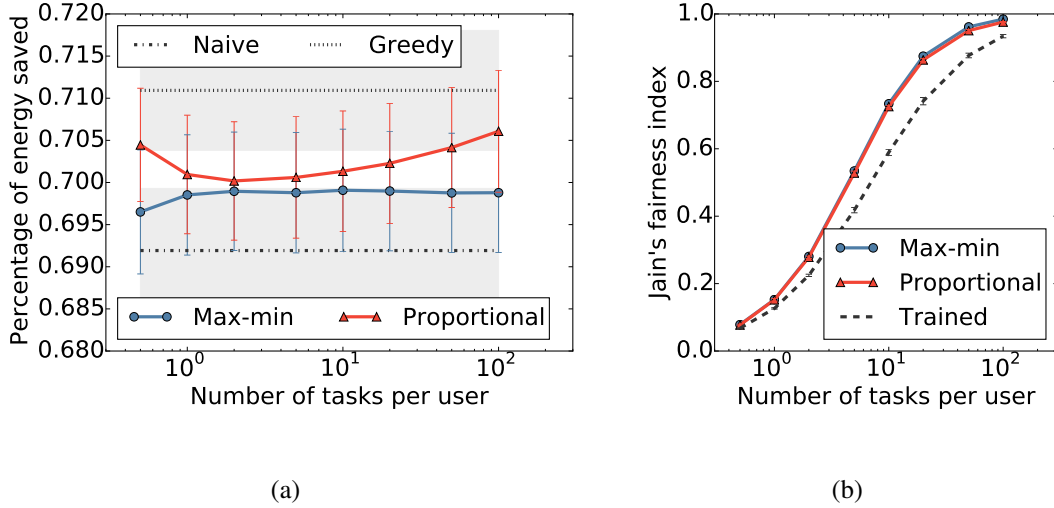 Percentage of energy saved
0.720
0.715
0.710
0.705
0.700
0.695
0.690
0.685
0.680
Naive Greedy
Max-min Proportional
10^0 10^1 10^2
Number of tasks per user
(a)
Jain's fairness index
1.0
0.8
0.6
0.4
0.2
0.0
Max-min
Proportional
Trained
10^0 10^1 10^2
Number of tasks per user
(b)